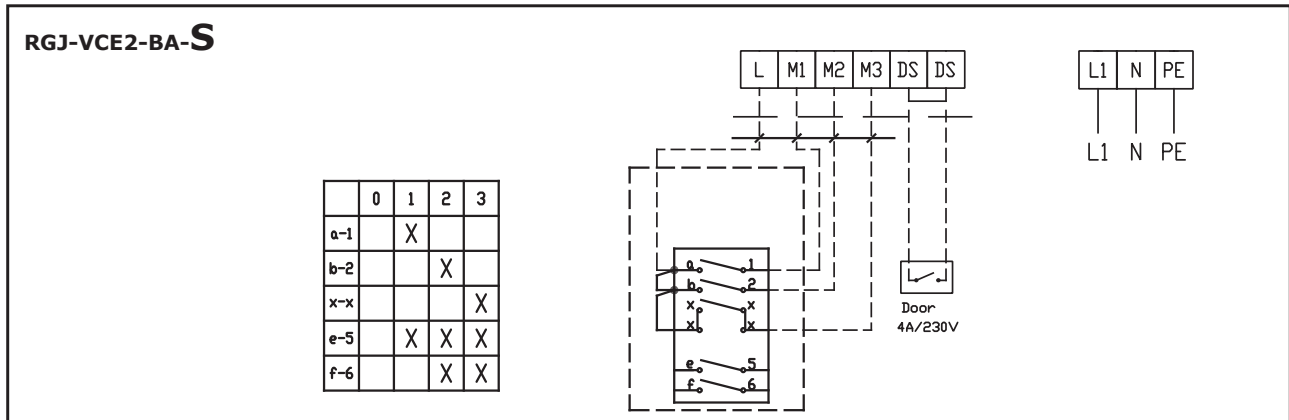 RGJ-VCE2-BA-S
L M1 M2 M3 DS DS
L1 N PE
L1 N PE
0 1 2 3
a-1 X
b-2 X
x-x X
e-5 X X X
f-6 X X
a 1
b 2
x x
x x
e 5
f 6
Door
4A/230V